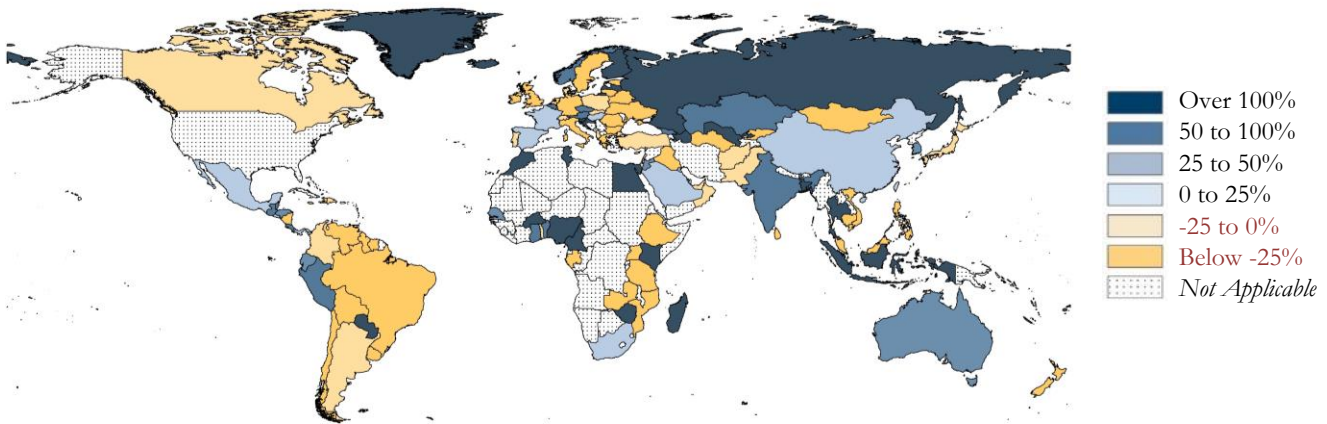 Over 100%
50 to 100%
25 to 50%
0 to 25%
-25 to 0%
Below -25%
Not Applicable